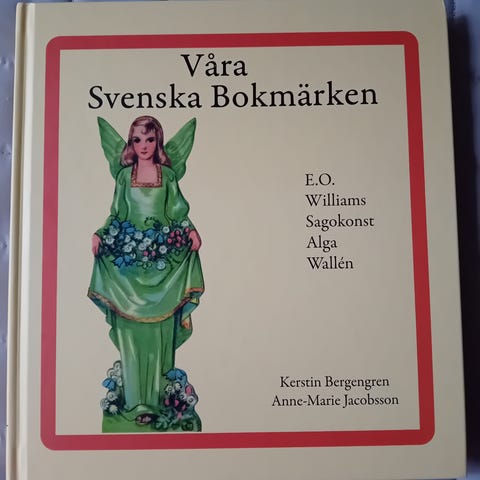 Våra
Svenska Bokmärken
E.O.
Williams
Sagokonst
Alga
Wallén
Kerstin Bergengren
Anne-Marie Jacobsson